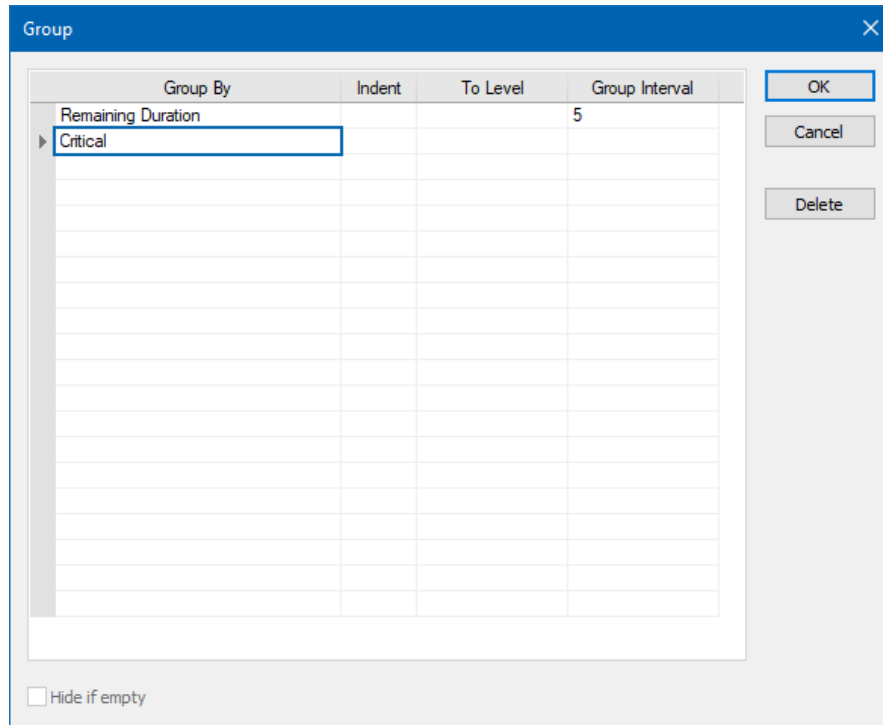 Group
Group By Indent To Level Group Interval
Remaining Duration 5
Critical
OK
Cancel
Delete
Hide if empty